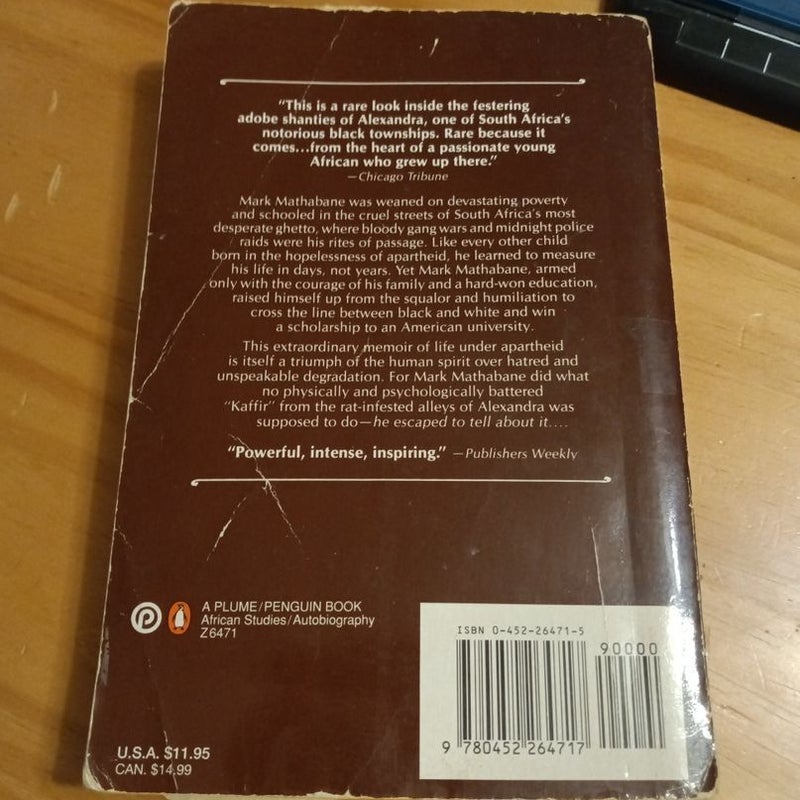 "This is a rare look inside the festering
adobe shanties of Alexandra, one of South Africa's
notorious black townships. Rare because it
comes...from the heart of a passionate young
African who grew up there."
—Chicago Tribune
Mark Mathabane was weaned on devastating poverty
and schooled in the cruel streets of South Africa's most
desperate ghetto, where bloody gang wars and midnight police
raids were his rites of passage. Like every other child
born in the hopelessness of apartheid, he learned to measure
his life in days, not years. Yet Mark Mathabane, armed
only with the courage of his family and a hard-won education,
raised himself up from the squalor and humiliation to
cross the line between black and white and win
a scholarship to an American university.
This extraordinary memoir of life under apartheid
is itself a triumph of the human spirit over hatred and
unspeakable degradation. For Mark Mathabane did what
no physically and psychologically battered
"Kaffir" from the rat-infested alleys of Alexandra was
supposed to do—he escaped to tell about it....
"Powerful, intense, inspiring." —Publishers Weekly
A PLUME/PENGUIN BOOK
African Studies/Autobiography
Z6471
ISBN 0-452-26471-5
90000
9 780452 264717
U.S.A. $11.95
CAN. $14.99